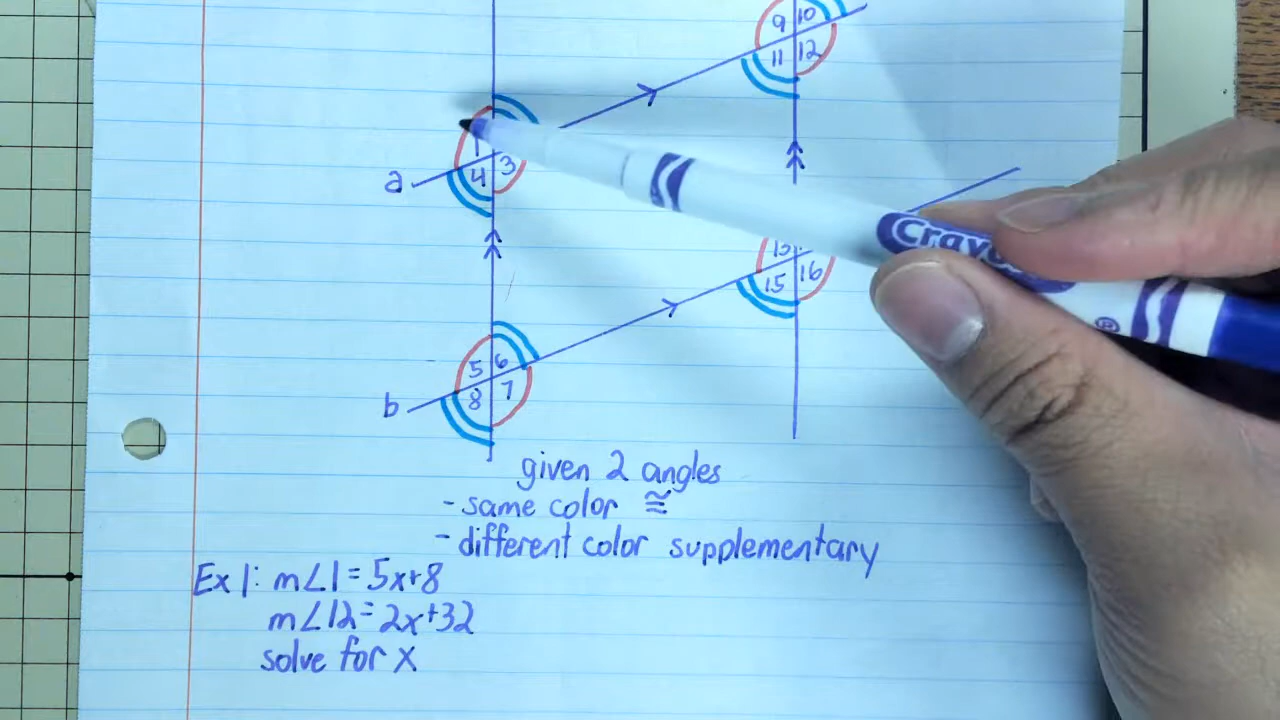 9 10
11 12
1
a 4 3
13
15 16
5 6
b 8 7
given 2 angles
- same color ≅
- different color supplementary
Ex 1: m∠1 = 5x+8
m∠12 = 2x+32
solve for x